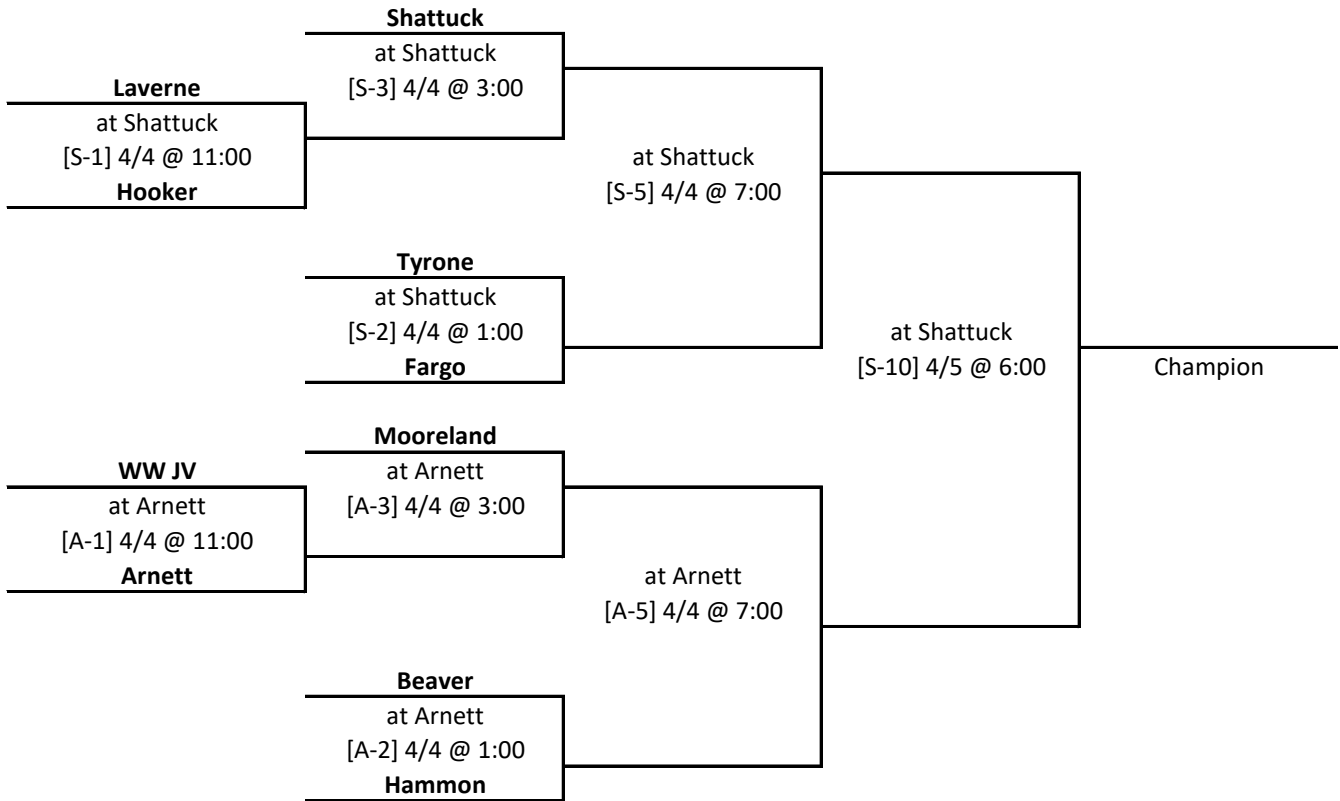 Shattuck
at Shattuck
[S-3] 4/4 @ 3:00
Laverne
at Shattuck
[S-1] 4/4 @ 11:00
Hooker
at Shattuck
[S-5] 4/4 @ 7:00
Tyrone
at Shattuck
[S-2] 4/4 @ 1:00
Fargo
at Shattuck
[S-10] 4/5 @ 6:00
Champion
Mooreland
at Arnett
[A-3] 4/4 @ 3:00
WW JV
at Arnett
[A-1] 4/4 @ 11:00
Arnett
at Arnett
[A-5] 4/4 @ 7:00
Beaver
at Arnett
[A-2] 4/4 @ 1:00
Hammon